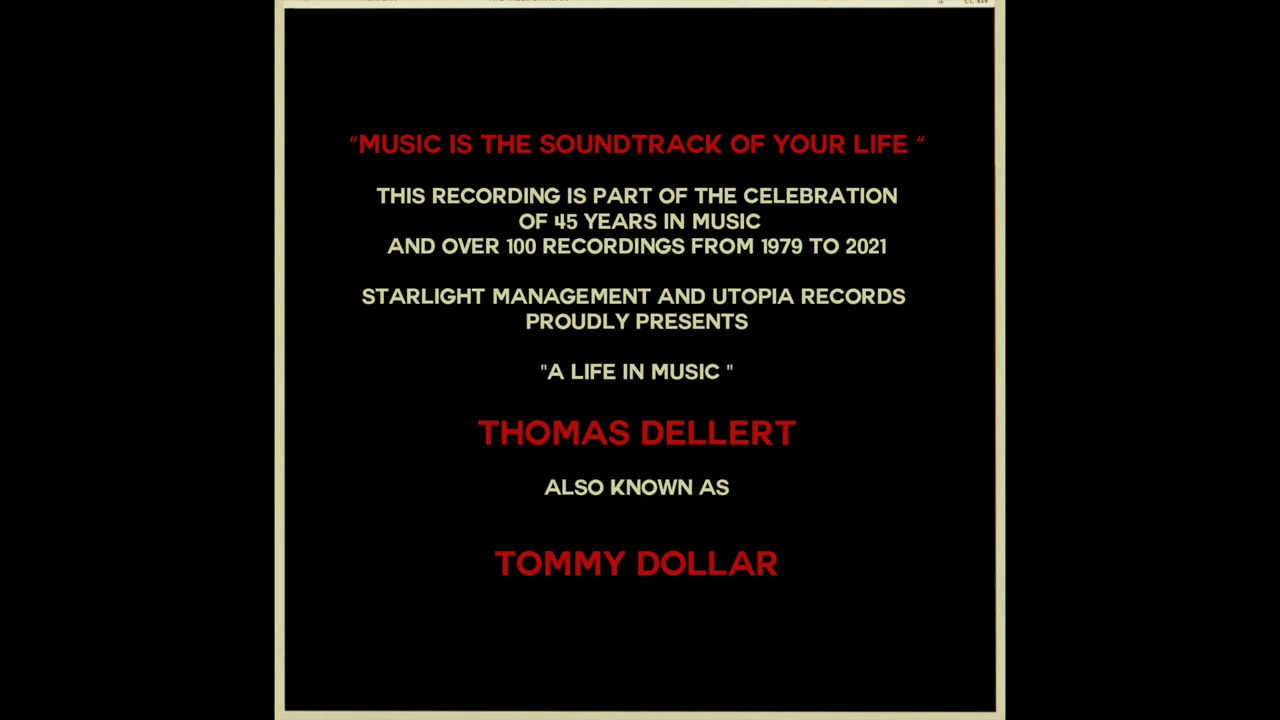 “MUSIC IS THE SOUNDTRACK OF YOUR LIFE “
THIS RECORDING IS PART OF THE CELEBRATION
OF 45 YEARS IN MUSIC
AND OVER 100 RECORDINGS FROM 1979 TO 2021
STARLIGHT MANAGEMENT AND UTOPIA RECORDS
PROUDLY PRESENTS
"A LIFE IN MUSIC "
THOMAS DELLERT
ALSO KNOWN AS
TOMMY DOLLAR